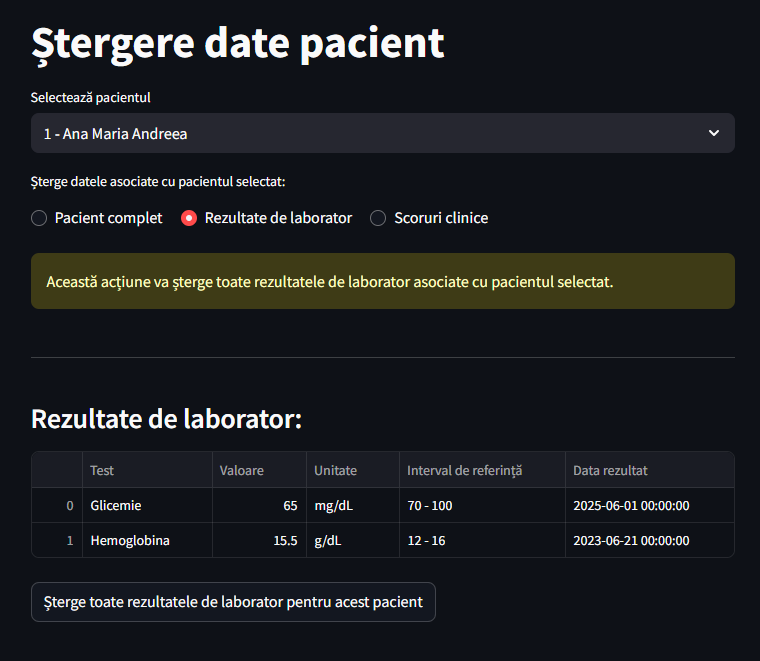 Ștergere date pacient
Selectează pacientul
1 - Ana Maria Andreea
Șterge datele asociate cu pacientul selectat:
Pacient complet Rezultate de laborator Scoruri clinice
Această acțiune va șterge toate rezultatele de laborator asociate cu pacientul selectat.
Rezultate de laborator:
Test Valoare Unitate Interval de referință Data rezultat
0 Glicemie 65 mg/dL 70 - 100 2025-06-01 00:00:00
1 Hemoglobina 15.5 g/dL 12 - 16 2023-06-21 00:00:00
Șterge toate rezultatele de laborator pentru acest pacient